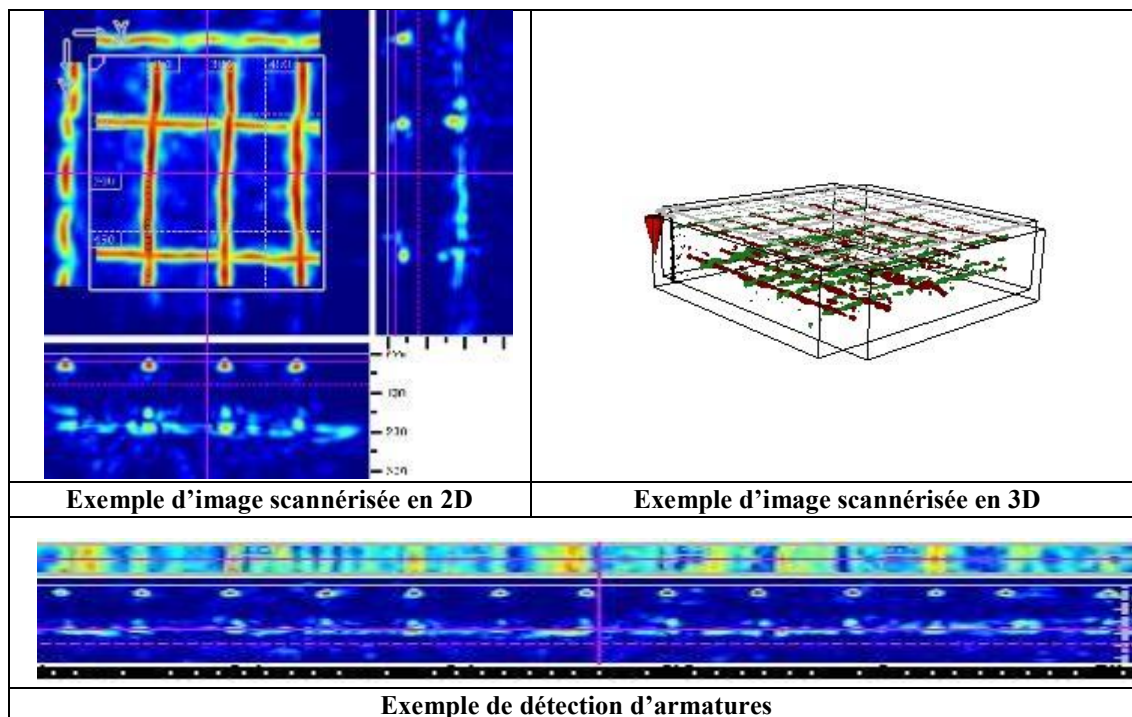 Y
Exemple d’image scannérisée en 2D
Exemple d’image scannérisée en 3D
Exemple de détection d’armatures